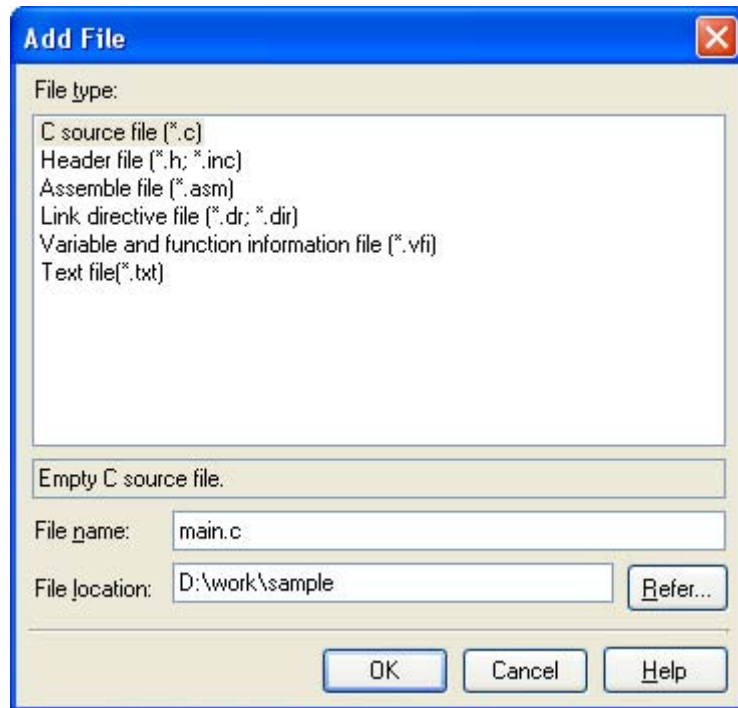 Add File
File type:
C source file (*.c)
Header file (*.h; *.inc)
Assemble file (*.asm)
Link directive file (*.dr; *.dir)
Variable and function information file (*.vfi)
Text file(*.txt)
Empty C source file.
File name: main.c
File location: D:\work\sample Refer...
OK Cancel Help